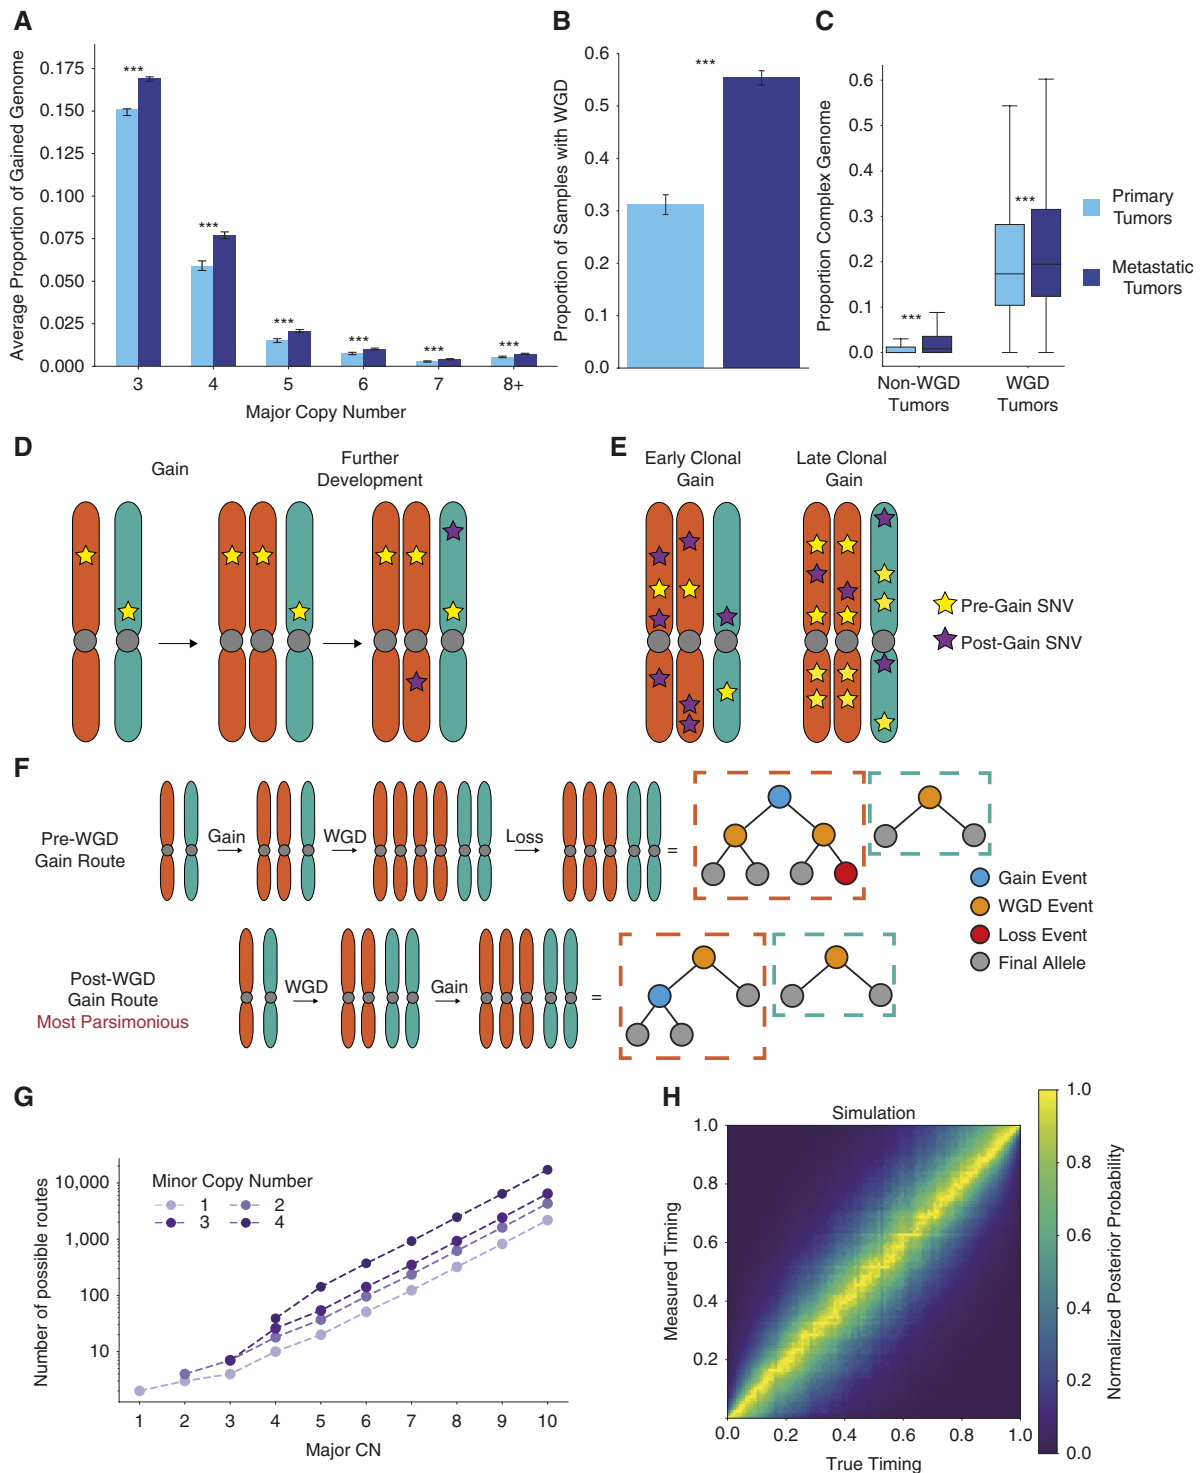 A
Average Proportion of Gained Genome
0.175
0.150
0.125
0.100
0.075
0.050
0.025
0.000
***
***
***
***
***
***
3 4 5 6 7 8+
Major Copy Number
B
Proportion of Samples with WGD
0.6
0.5
0.4
0.3
0.2
0.1
0.0
***
C
Proportion Complex Genome
0.6
0.5
0.4
0.3
0.2
0.1
0.0
***
***
Non-WGD
Tumors
WGD
Tumors
Primary
Tumors
Metastatic
Tumors
D
Gain
Further
Development
E
Early Clonal
Gain
Late Clonal
Gain
Pre-Gain SNV
Post-Gain SNV
F
Pre-WGD
Gain Route
Gain
WGD
Loss
=
Post-WGD
Gain Route
Most Parsimonious
WGD
Gain
=
Gain Event
WGD Event
Loss Event
Final Allele
G
Number of possible routes
10,000
1,000
100
10
Minor Copy Number
1 2
3 4
1 2 3 4 5 6 7 8 9 10
Major CN
H
Simulation
Measured Timing
1.0
0.8
0.6
0.4
0.2
0.0 0.2 0.4 0.6 0.8 1.0
True Timing
1.0
0.8
0.6
0.4
0.2
0.0
Normalized Posterior Probability